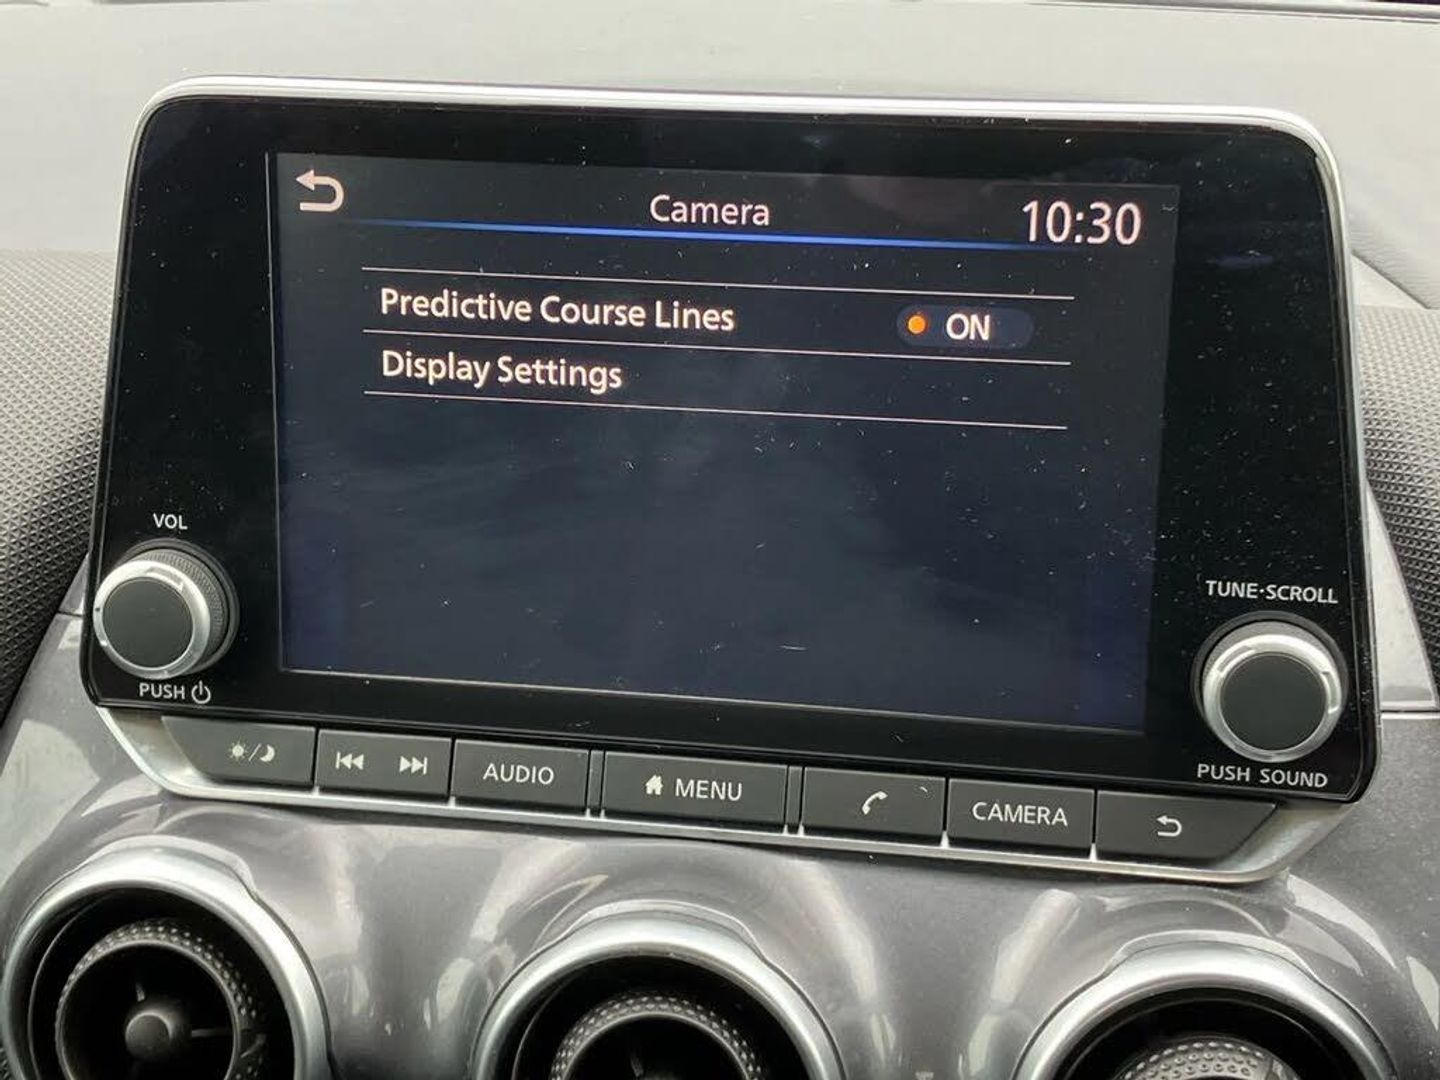 Camera
10:30
Predictive Course Lines
ON
Display Settings
VOL
PUSH
TUNE·SCROLL
PUSH SOUND
AUDIO
MENU
CAMERA